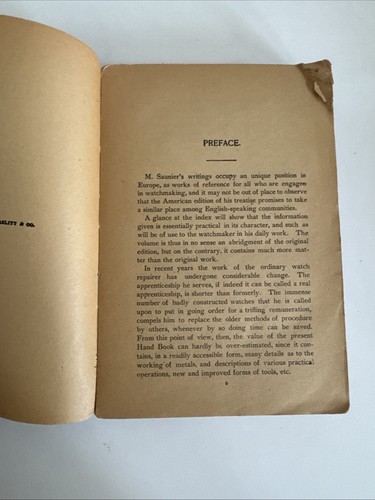 ELITY & CO.
PREFACE.
M. Saunier's writings occupy an unique position in
Europe, as works of reference for all who are engaged
in watchmaking, and it may not be out of place to observe
that the American edition of his treatise promises to take
a similar place among English-speaking communities.
A glance at the index will show that the information
given is essentially practical in its character, and such as
will be of use to the watchmaker in his daily work. The
volume is thus in no sense an abridgment of the original
edition, but on the contrary, it contains much more mat-
ter than the original work.
In recent years the work of the ordinary watch
repairer has undergone considerable change. The
apprenticeship he serves, if indeed it can be called a real
apprenticeship, is shorter than formerly. The immense
number of badly constructed watches that he is called
upon to put in going order for a trifling remuneration,
compels him to replace the older methods of procedure
by others, whenever by so doing time can be saved.
From this point of view, then, the value of the present
Hand Book can hardly be over-estimated, since it con-
tains, in a readily accessible form, many details as to the
working of metals, and descriptions of various practical
operations, new and improved forms of tools, etc.